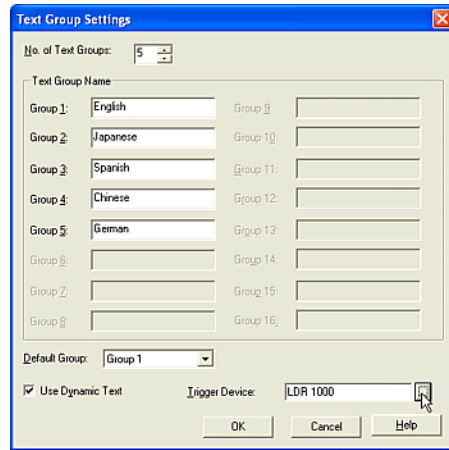 Text Group Settings
No. of Text Groups: 5
Text Group Name
Group 1: English Group 9:
Group 2: Japanese Group 10:
Group 3: Spanish Group 11:
Group 4: Chinese Group 12:
Group 5: German Group 13:
Group 6: Group 14:
Group 7: Group 15:
Group 8: Group 16:
Default Group: Group 1
Use Dynamic Text Trigger Device: LDR 1000
OK Cancel Help